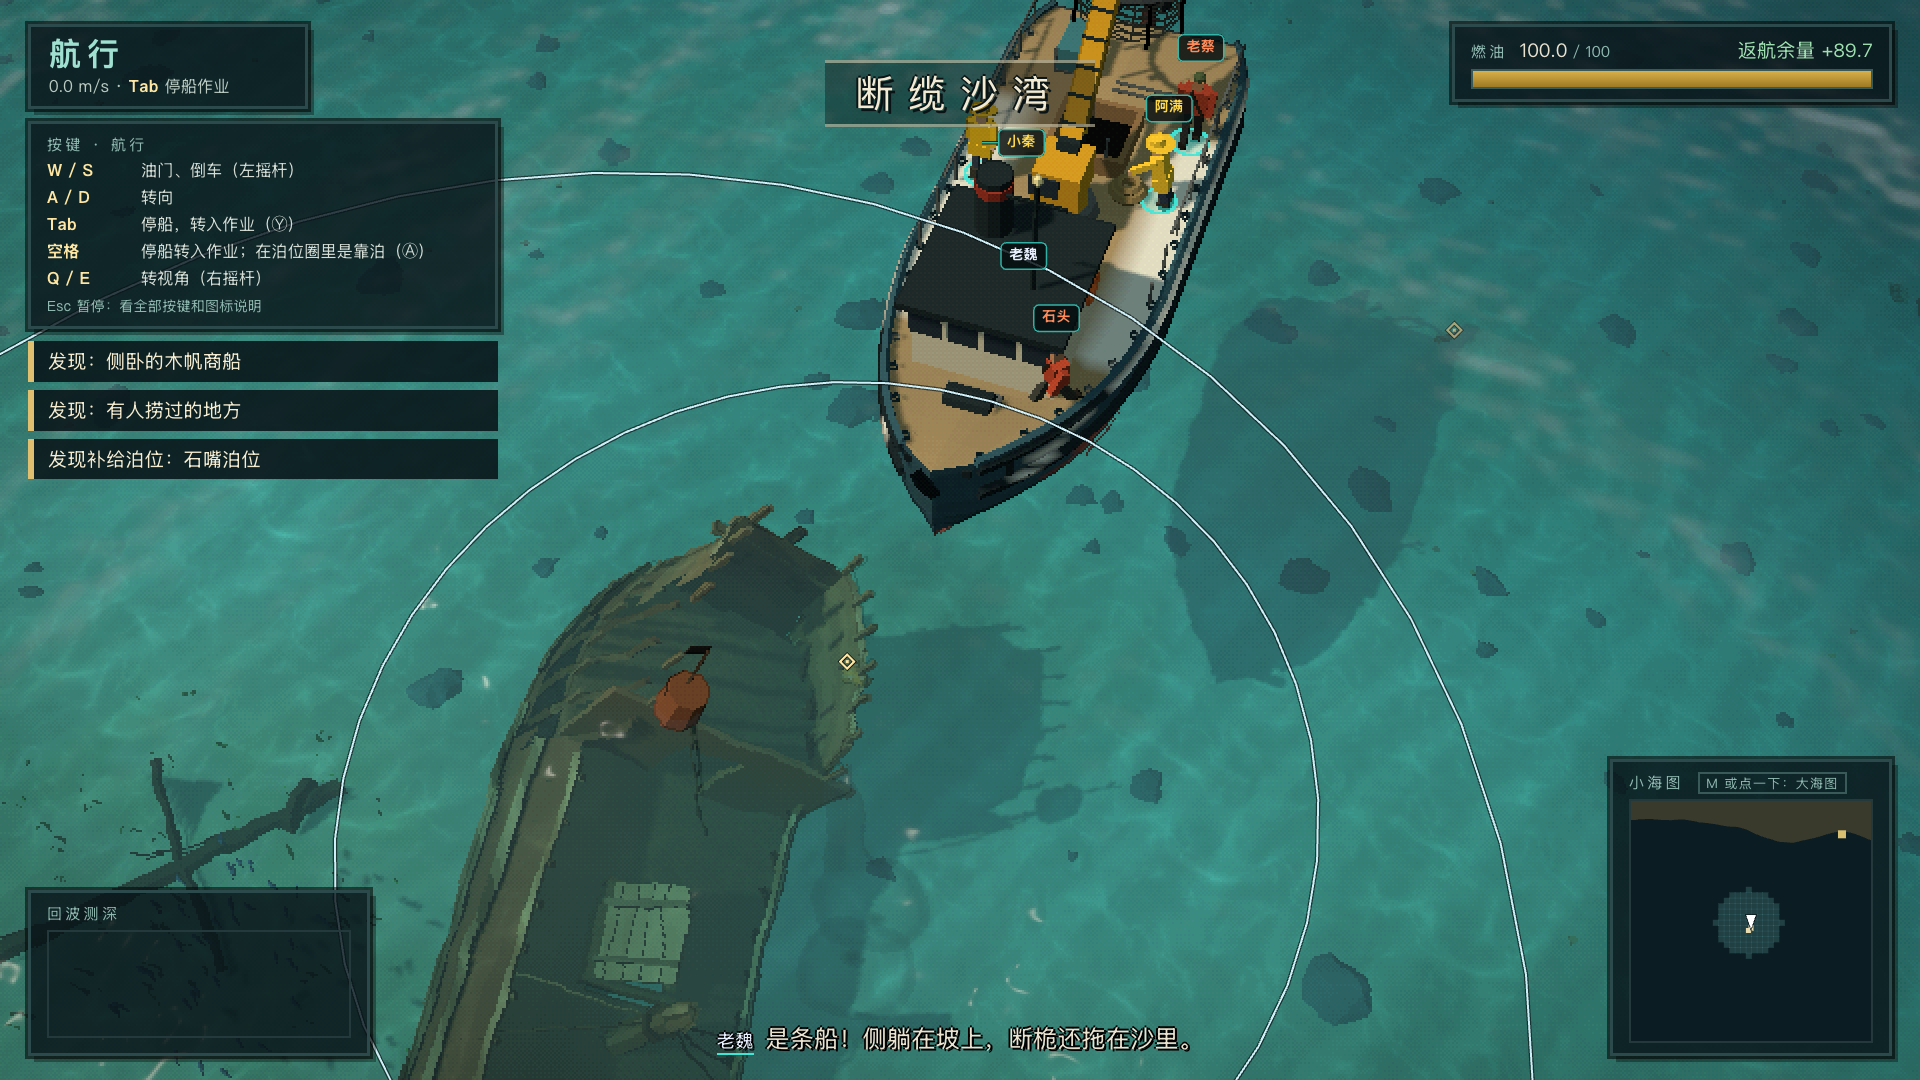 航行
0.0 m/s · Tab 停船作业
按键 · 航行
W / S 油门、倒车（左摇杆）
A / D 转向
Tab 停船，转入作业（Ⓨ）
空格 停船转入作业；在泊位圈里是靠泊（Ⓐ）
Q / E 转视角（右摇杆）
Esc 暂停：看全部按键和图标说明
发现：侧卧的木帆商船
发现：有人捞过的地方
发现补给泊位：石嘴泊位
断缆沙湾
老蔡
阿满
小秦
老魏
石头
燃油 100.0 / 100 返航余量 +89.7
回波测深
小海图 M 或点一下：大海图
老魏 是条船！侧躺在坡上，断桅还拖在沙里。